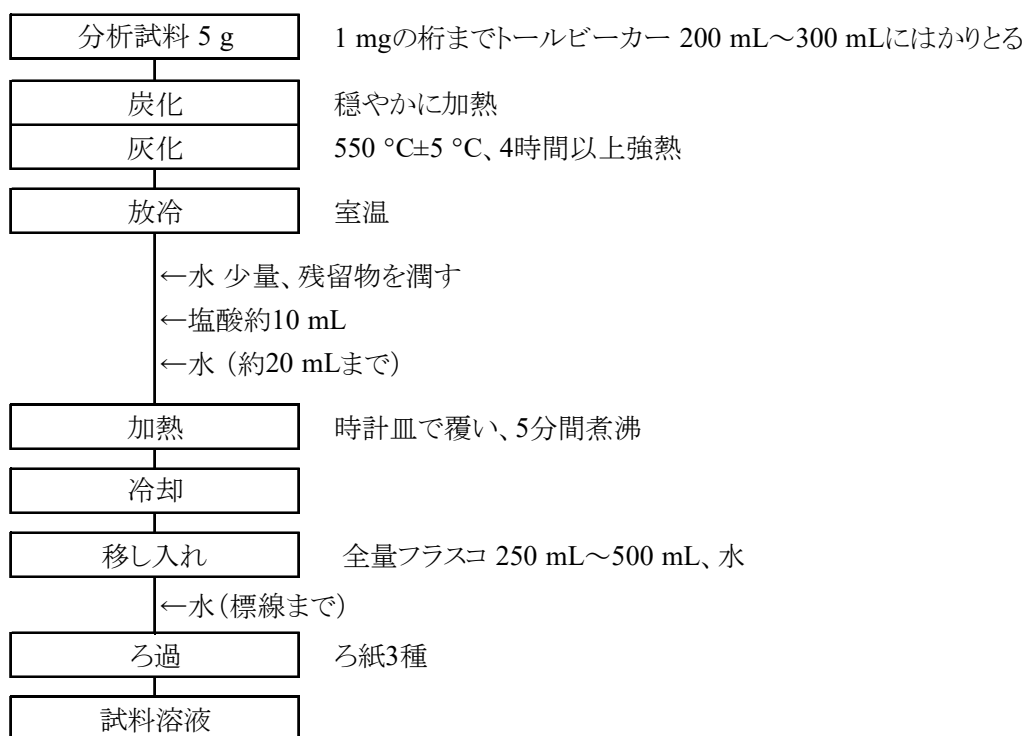 分析試料 5 g 1 mgの桁までトールビーカー 200 mL～300 mLにはかりとる
炭化 穏やかに加熱
灰化 550 °C±5 °C、4時間以上強熱
放冷 室温
←水 少量、残留物を潤す
←塩酸約10 mL
←水（約20 mLまで）
加熱 時計皿で覆い、5分間煮沸
冷却
移し入れ 全量フラスコ 250 mL～500 mL、水
←水（標線まで）
ろ過 ろ紙3種
試料溶液